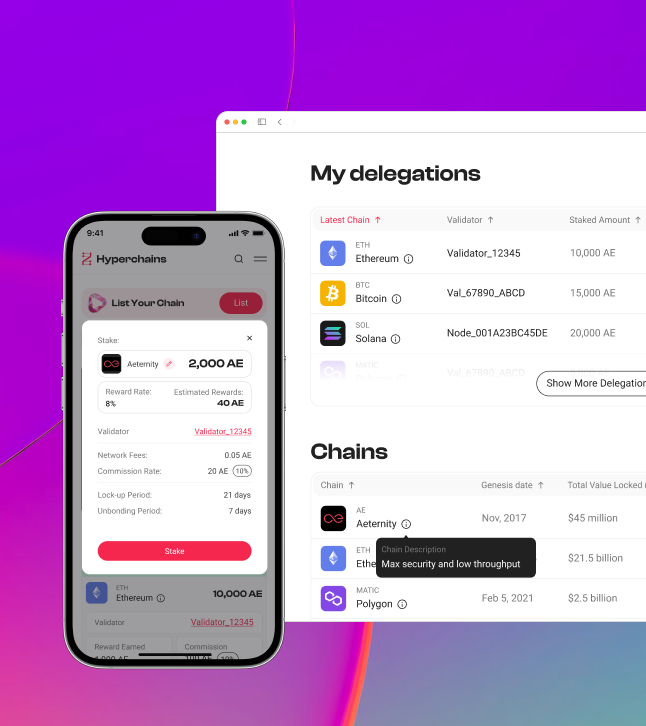 My delegations
Latest Chain ↑ Validator ↑ Staked Amount ↑
ETH
Ethereum Validator_12345 10,000 AE
BTC
Bitcoin Val_67890_ABCD 15,000 AE
SOL
Solana Node_001A23BC45DE 20,000 AE
MATIC
Val_67890_ABCD
Show More Delegation
Chains
Chain ↑ Genesis date ↑ Total Value Locked
AE
Aeternity Nov, 2017 $45 million
Chain Description
Max security and low throughput
ETH
Ethe $21.5 billion
MATIC
Polygon Feb 5, 2021 $2.5 billion
9:41
Hyperchains
List Your Chain List
Stake: ×
Aeternity 2,000 AE
Reward Rate: Estimated Rewards:
8% 40 AE
Validator Validator_12345
Network Fees: 0.05 AE
Commission Rate: 20 AE 10%
Lock-up Period: 21 days
Unbonding Period: 7 days
Stake
ETH
Ethereum 10,000 AE
Validator Validator_12345
Reward Earned Commission
10%